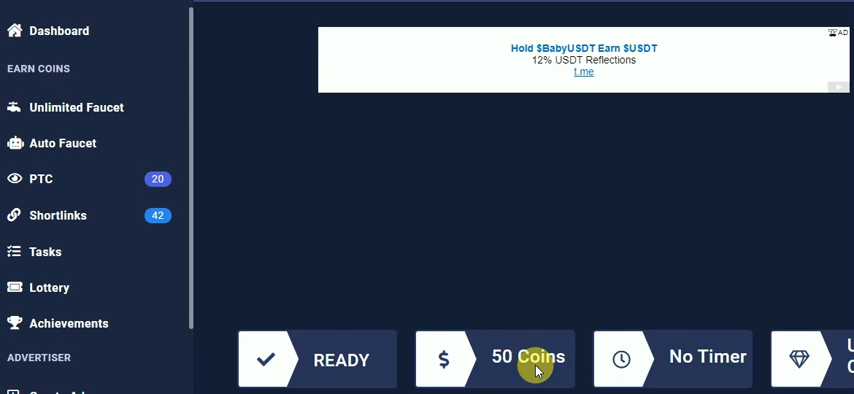 Dashboard
EARN COINS
Unlimited Faucet
Auto Faucet
PTC 20
Shortlinks 42
Tasks
Lottery
Achievements
ADVERTISER
AD
Hold $BabyUSDT Earn $USDT
12% USDT Reflections
t.me
READY
50 Coins
No Timer